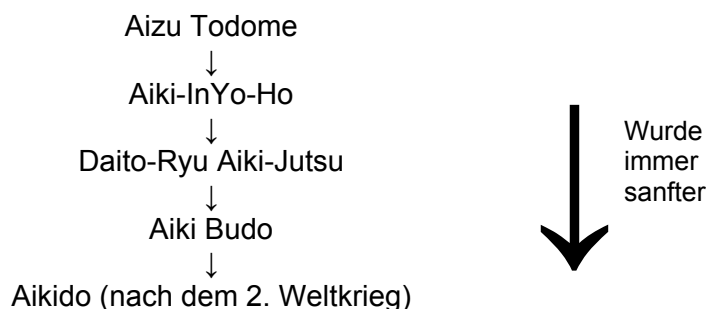 Aizu Todome
↓
Aiki-InYo-Ho
↓
Daito-Ryu Aiki-Jutsu
↓
Aiki Budo
↓
Aikido (nach dem 2. Weltkrieg)
Wurde
immer
sanfter